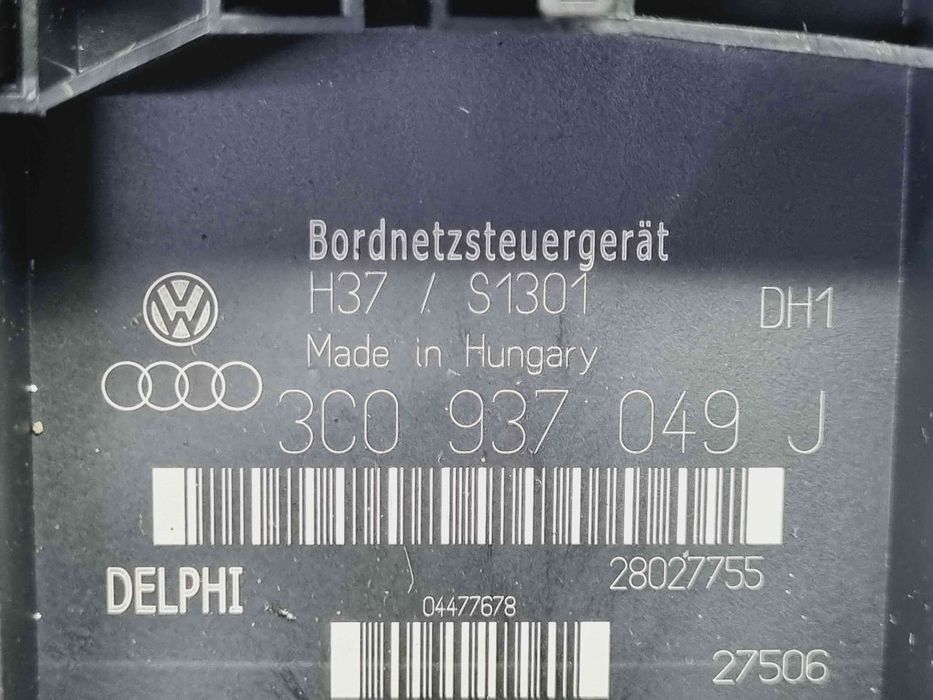 Bordnetzsteuergerät
H37 / S1301
DH1
Made in Hungary
3C0 937 049 J
28027755
DELPHI
04477678
27506